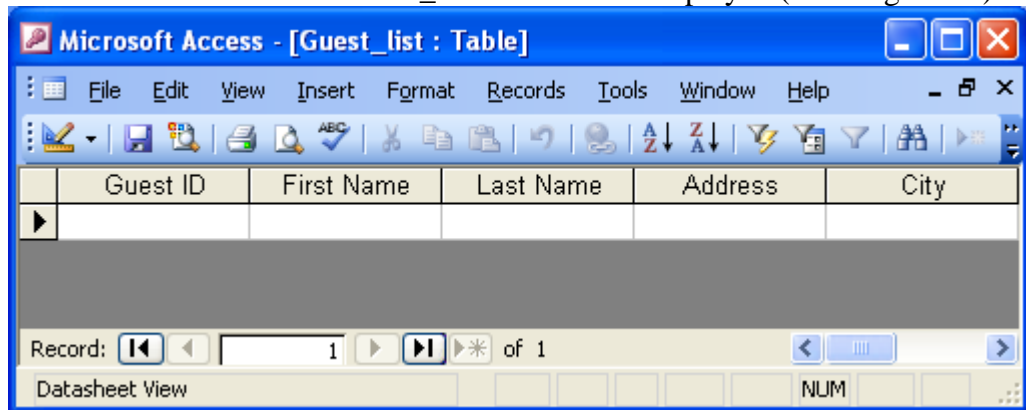 Microsoft Access - [Guest_list : Table]
File Edit View Insert Format Records Tools Window Help
ABC A Z Z A
Guest ID First Name Last Name Address City
Record: 1 of 1
Datasheet View NUM